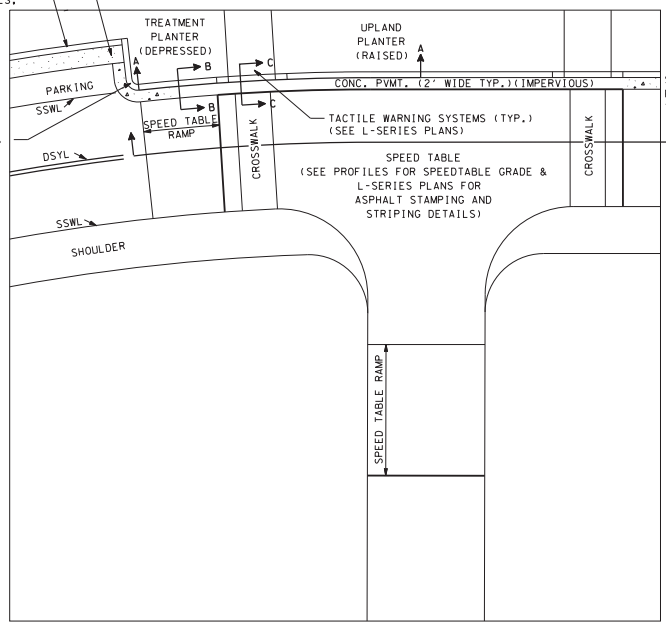 ES.
TREATMENT
PLANTER
(DEPRESSED)
UPLAND
PLANTER
(RAISED)
A
B
C
A
PARKING
CONC. PVMT. (2' WIDE TYP.)(IMPERVIOUS)
SSWL
B
C
SPEED TABLE
RAMP
TACTILE WARNING SYSTEMS (TYP.)
(SEE L-SERIES PLANS)
CROSSWALK
CROSSWALK
DSYL
SPEED TABLE
(SEE PROFILES FOR SPEEDTABLE GRADE &
L-SERIES PLANS FOR
ASPHALT STAMPING AND
STRIPING DETAILS)
SSWL
SHOULDER
SPEED TABLE RAMP